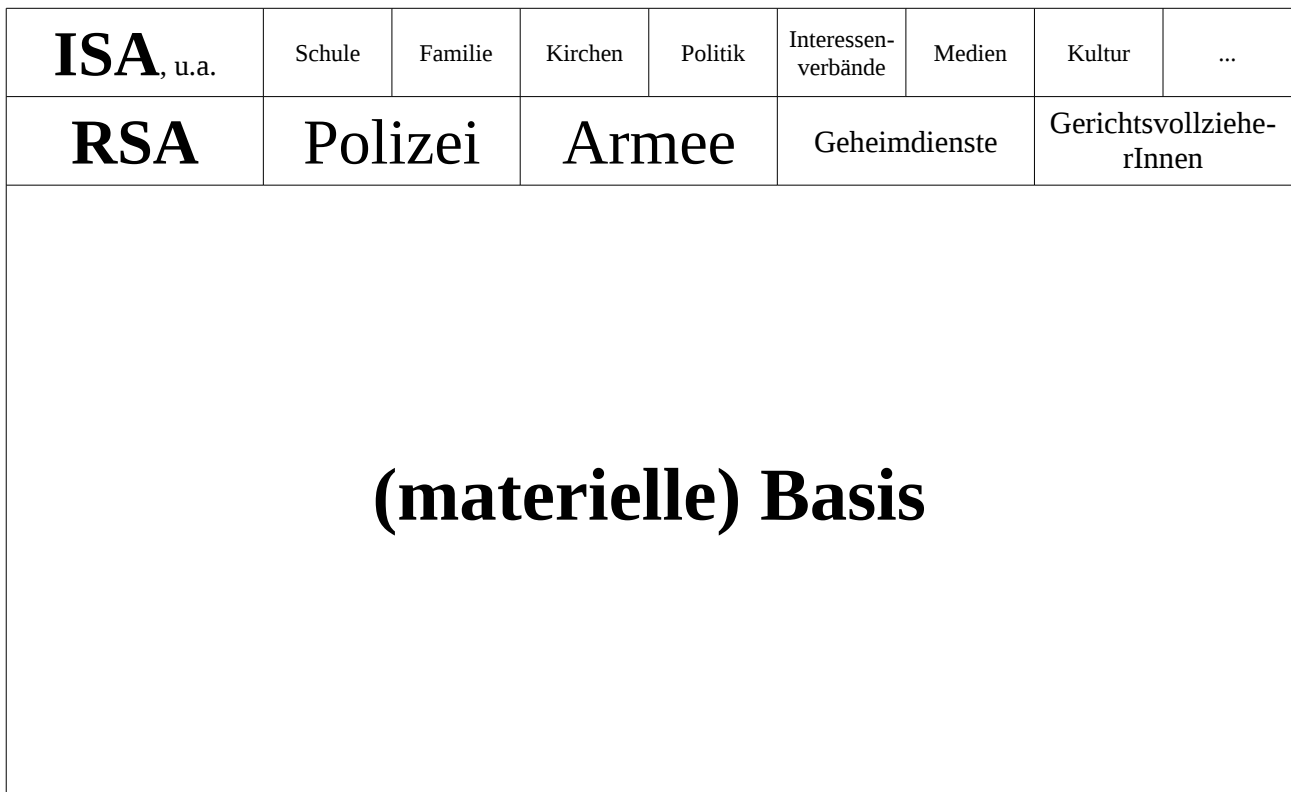 ISA, u.a.
Schule
Familie
Kirchen
Politik
Interessen-
verbände
Medien
Kultur
...
RSA
Polizei
Armee
Geheimdienste
Gerichtsvollziehe-
rInnen
(materielle) Basis